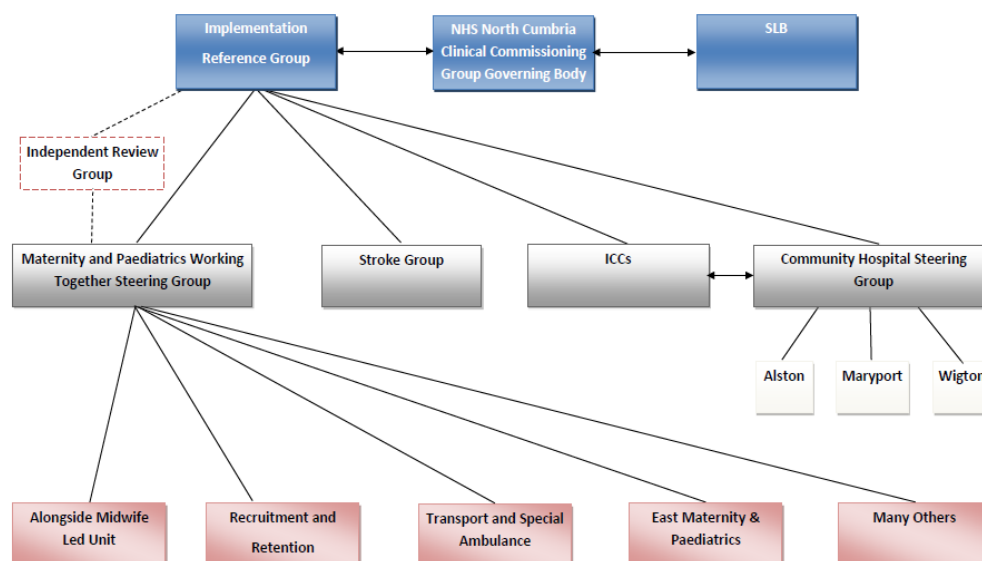 Implementation
Reference Group
NHS North Cumbria
Clinical Commissioning
Group Governing Body
SLB
Independent Review
Group
Maternity and Paediatrics Working
Together Steering Group
Stroke Group
ICCs
Community Hospital Steering
Group
Alston
Maryport
Wigton
Alongside Midwife
Led Unit
Recruitment and
Retention
Transport and Special
Ambulance
East Maternity &
Paediatrics
Many Others